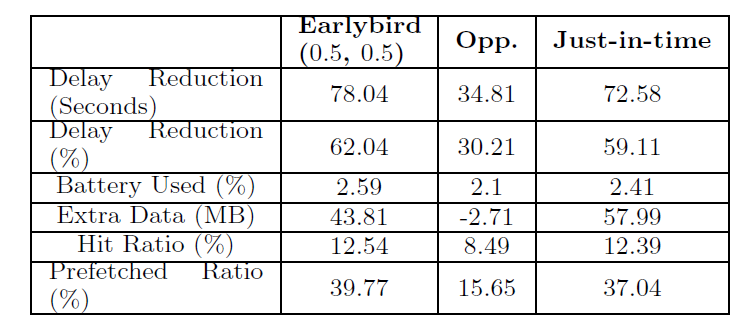 Earlybird
(0.5, 0.5) Opp. Just-in-time
Delay Reduction
(Seconds) 78.04 34.81 72.58
Delay Reduction
(%) 62.04 30.21 59.11
Battery Used (%) 2.59 2.1 2.41
Extra Data (MB) 43.81 -2.71 57.99
Hit Ratio (%) 12.54 8.49 12.39
Prefetched Ratio
(%) 39.77 15.65 37.04